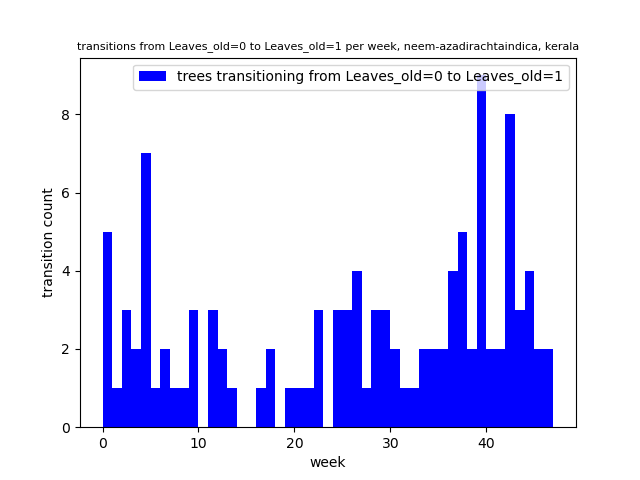 transitions from Leaves_old=0 to Leaves_old=1 per week, neem-azadirachtaindica, kerala
trees transitioning from Leaves_old=0 to Leaves_old=1
transition count
8
6
4
2
0
0 10 20 30 40
week